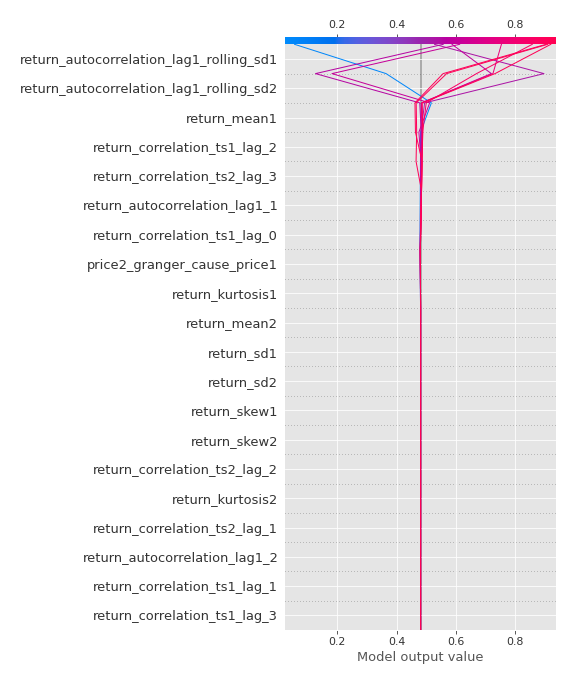 0.2 0.4 0.6 0.8
return_autocorrelation_lag1_rolling_sd1
return_autocorrelation_lag1_rolling_sd2
return_mean1
return_correlation_ts1_lag_2
return_correlation_ts2_lag_3
return_autocorrelation_lag1_1
return_correlation_ts1_lag_0
price2_granger_cause_price1
return_kurtosis1
return_mean2
return_sd1
return_sd2
return_skew1
return_skew2
return_correlation_ts2_lag_2
return_kurtosis2
return_correlation_ts2_lag_1
return_autocorrelation_lag1_2
return_correlation_ts1_lag_1
return_correlation_ts1_lag_3
0.2 0.4 0.6 0.8
Model output value